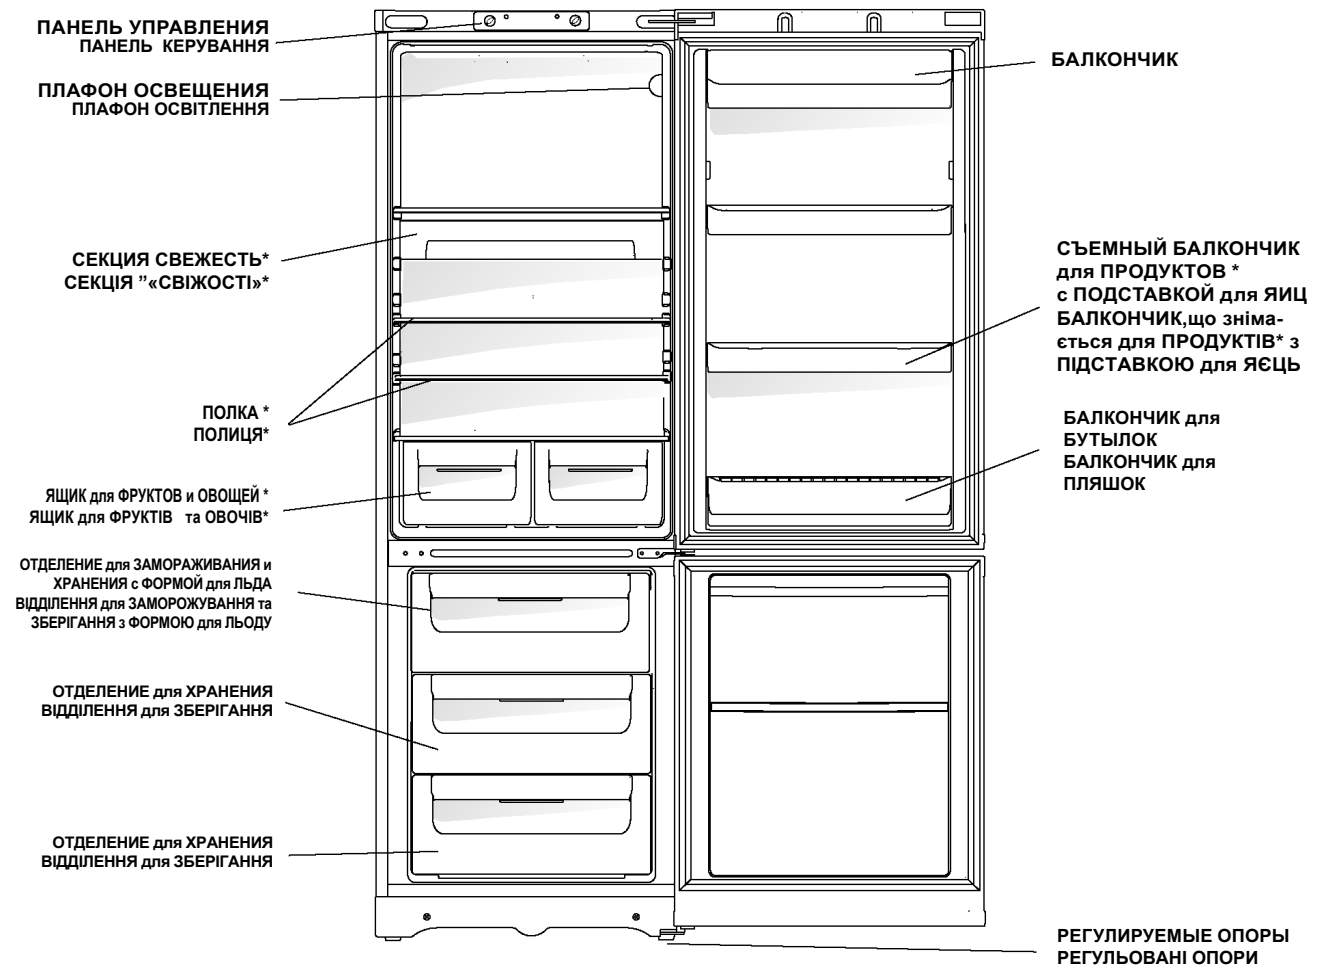 ПАНЕЛЬ УПРАВЛЕНИЯ
ПАНЕЛЬ КЕРУВАННЯ
ПЛАФОН ОСВЕЩЕНИЯ
ПЛАФОН ОСВІТЛЕННЯ
СЕКЦИЯ СВЕЖЕСТЬ*
СЕКЦІЯ ”«СВІЖОСТІ»*
ПОЛКА *
ПОЛИЦЯ*
ЯЩИК для ФРУКТОВ и ОВОЩЕЙ *
ЯЩИК для ФРУКТІВ та ОВОЧІВ*
ОТДЕЛЕНИЕ для ЗАМОРАЖИВАНИЯ и
ХРАНЕНИЯ с ФОРМОЙ для ЛЬДА
ВІДДІЛЕННЯ для ЗАМОРОЖУВАННЯ та
ЗБЕРІГАННЯ з ФОРМОЮ для ЛЬОДУ
ОТДЕЛЕНИЕ для ХРАНЕНИЯ
ВІДДІЛЕННЯ для ЗБЕРІГАННЯ
ОТДЕЛЕНИЕ для ХРАНЕНИЯ
ВІДДІЛЕННЯ для ЗБЕРІГАННЯ
БАЛКОНЧИК
СЪЕМНЫЙ БАЛКОНЧИК
для ПРОДУКТОВ *
с ПОДСТАВКОЙ для ЯИЦ
БАЛКОНЧИК,що зніма-
ється для ПРОДУКТІВ* з
ПІДСТАВКОЮ для ЯЄЦЬ
БАЛКОНЧИК для
БУТЫЛОК
БАЛКОНЧИК для
ПЛЯШОК
РЕГУЛИРУЕМЫЕ ОПОРЫ
РЕГУЛЬОВАНІ ОПОРИ